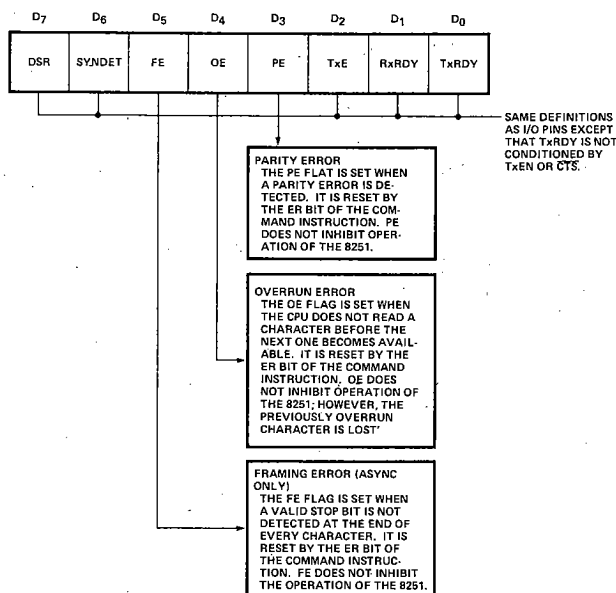 D7 D6 D5 D4 D3 D2 D1 D0
DSR SYNDET FE OE PE TxE RxRDY TxRDY
SAME DEFINITIONS
AS I/O PINS EXCEPT
THAT TxRDY IS NOT
CONDITIONED BY
TxEN OR C̅T̅S̅.
PARITY ERROR
THE PE FLAT IS SET WHEN
A PARITY ERROR IS DE-
TECTED. IT IS RESET BY
THE ER BIT OF THE COM-
MAND INSTRUCTION. PE
DOES NOT INHIBIT OPER-
ATION OF THE 8251.
OVERRUN ERROR
THE OE FLAG IS SET WHEN
THE CPU DOES NOT READ A
CHARACTER BEFORE THE
NEXT ONE BECOMES AVAIL-
ABLE. IT IS RESET BY THE
ER BIT OF THE COMMAND
INSTRUCTION. OE DOES
NOT INHIBIT OPERATION OF
THE 8251; HOWEVER, THE
PREVIOUSLY OVERRUN
CHARACTER IS LOST'
FRAMING ERROR (ASYNC
ONLY)
THE FE FLAG IS SET WHEN
A VALID STOP BIT IS NOT
DETECTED AT THE END OF
EVERY CHARACTER. IT IS
RESET BY THE ER BIT OF
THE COMMAND INSTRUC-
TION. FE DOES NOT INHIBIT
THE OPERATION OF THE 8251.